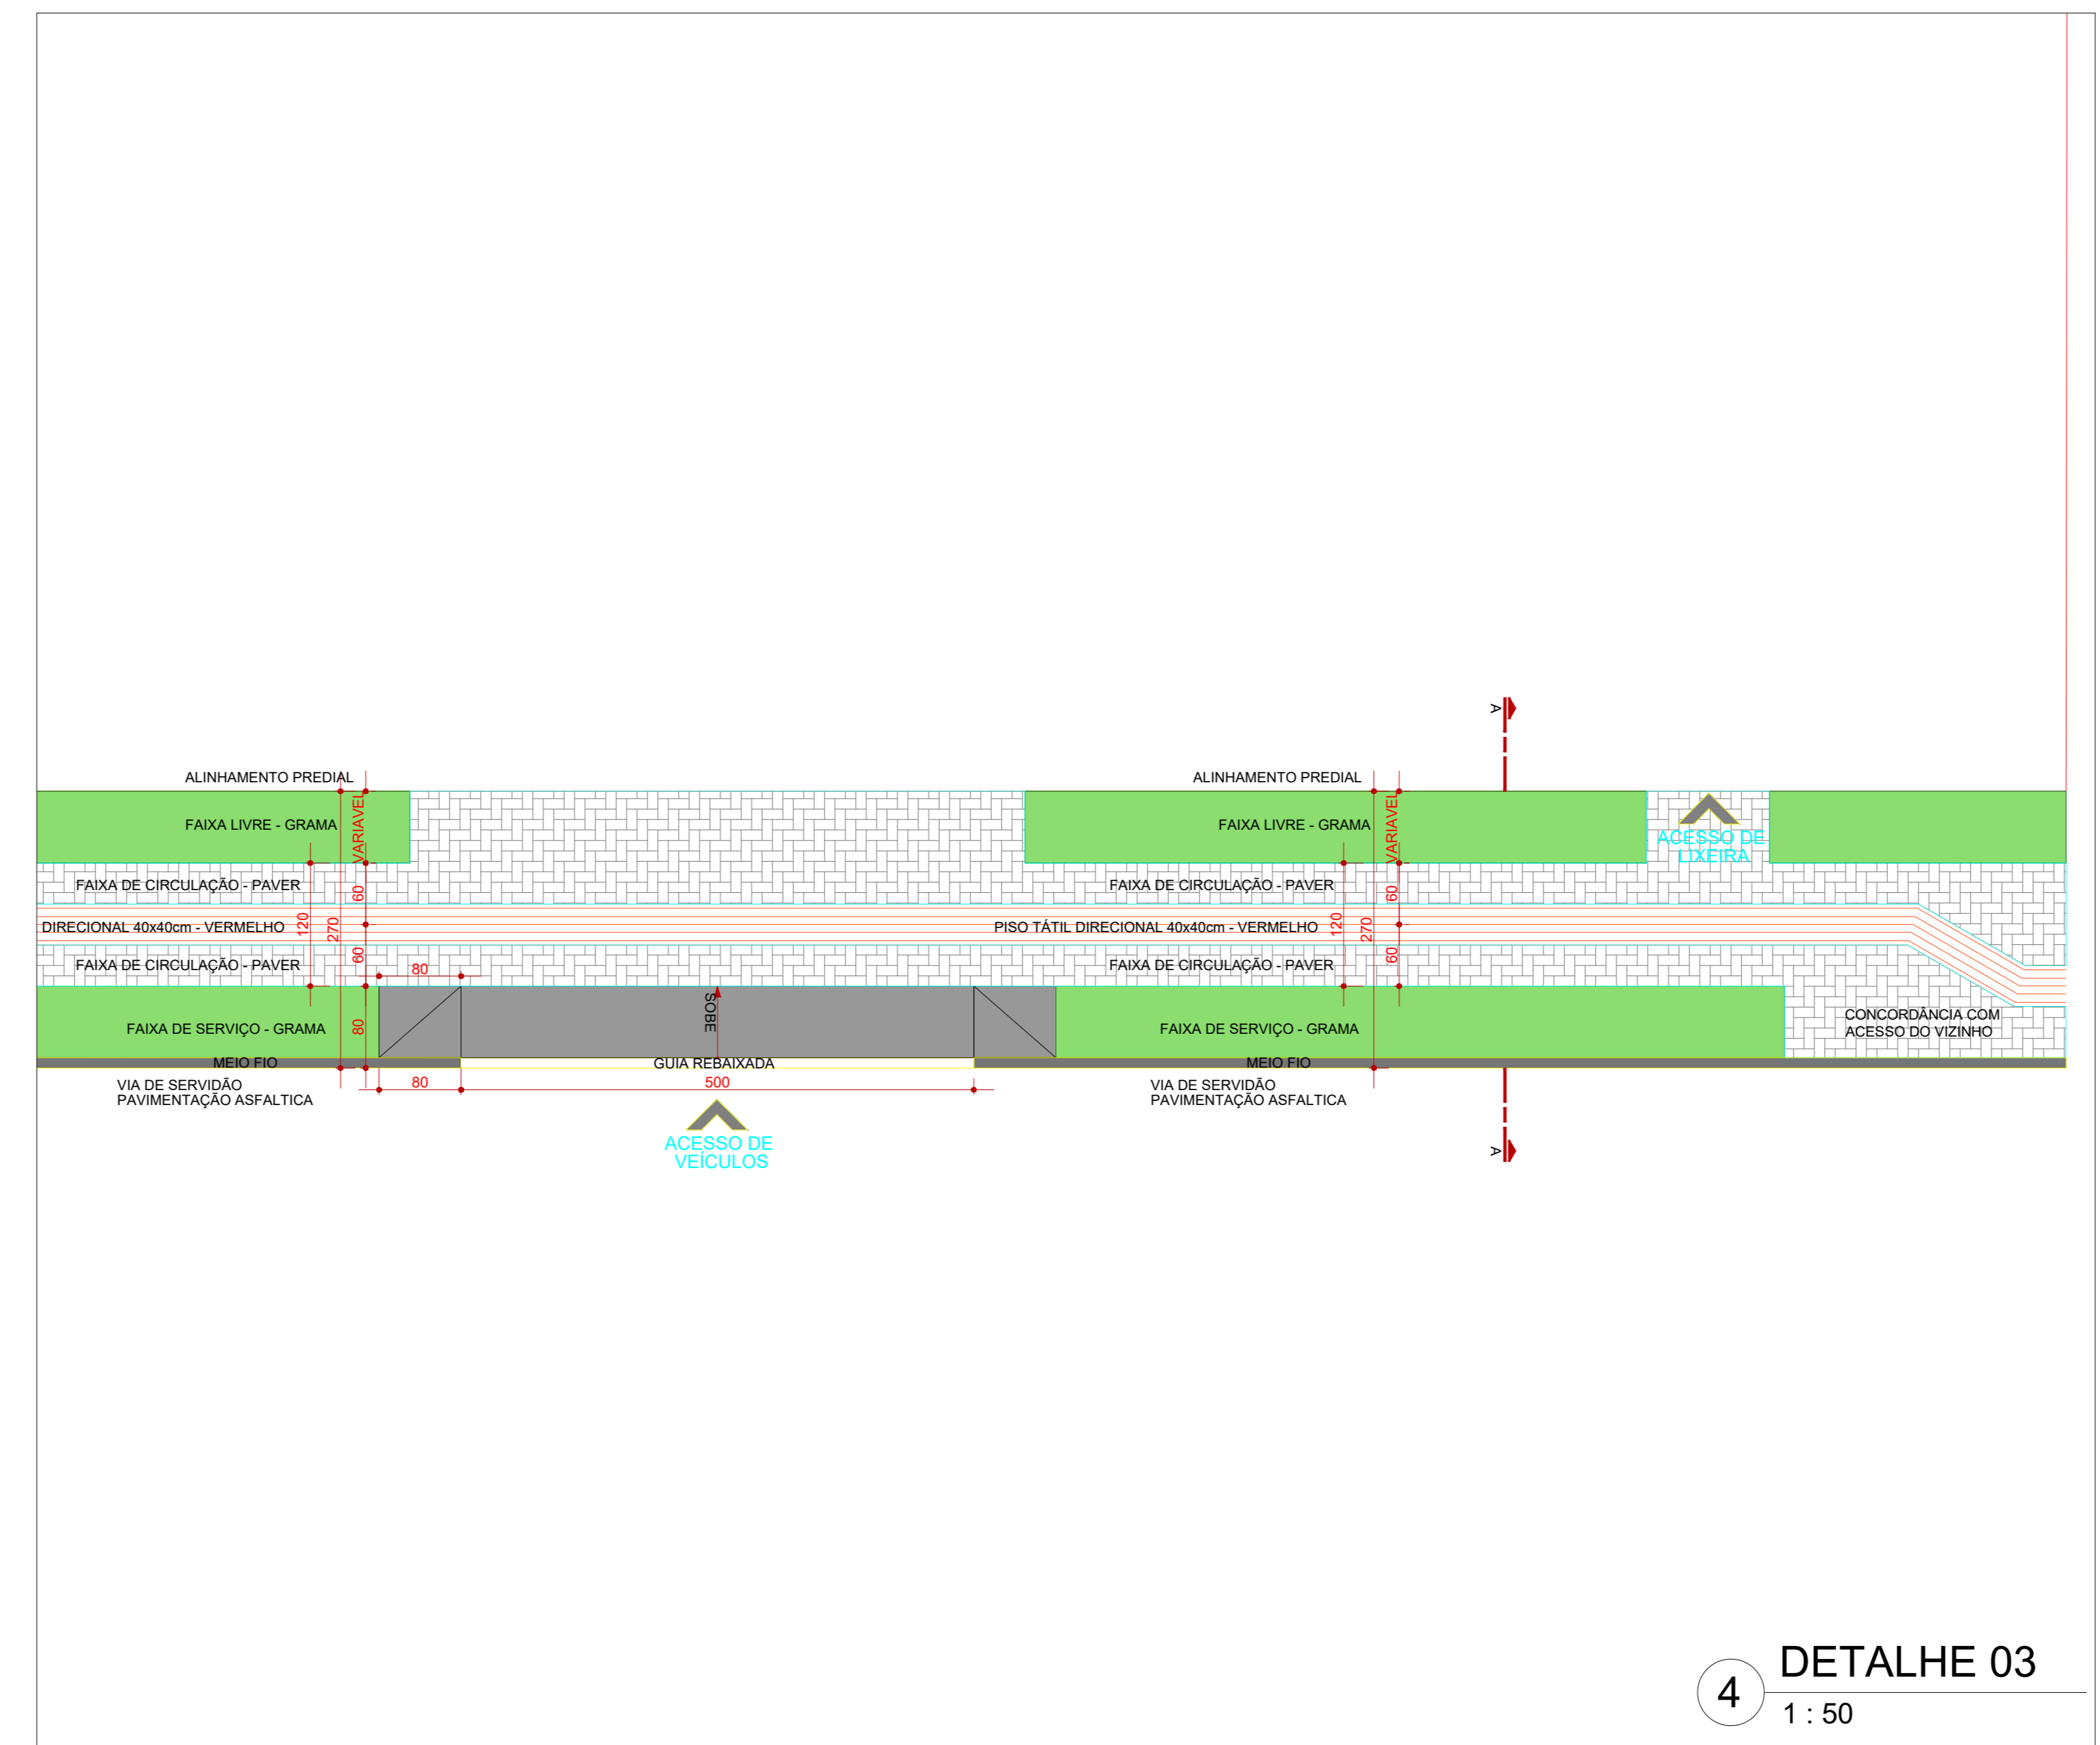 A
ALINHAMENTO PREDIAL
ALINHAMENTO PREDIAL
VARIAVEL
VARIAVEL
FAIXA LIVRE - GRAMA
FAIXA LIVRE - GRAMA
ACESSO DE
LIXEIRA
FAIXA DE CIRCULAÇÃO - PAVER
60
FAIXA DE CIRCULAÇÃO - PAVER
60
DIRECIONAL 40x40cm - VERMELHO
120
270
PISO TÁTIL DIRECIONAL 40x40cm - VERMELHO
120
270
FAIXA DE CIRCULAÇÃO - PAVER
60
80
FAIXA DE CIRCULAÇÃO - PAVER
60
SOBE
CONCORDÂNCIA COM
ACESSO DO VIZINHO
FAIXA DE SERVIÇO - GRAMA
80
FAIXA DE SERVIÇO - GRAMA
MEIO FIO
GUIA REBAIXADA
MEIO FIO
VIA DE SERVIDÃO
PAVIMENTAÇÃO ASFALTICA
80
500
VIA DE SERVIDÃO
PAVIMENTAÇÃO ASFALTICA
ACESSO DE
VEÍCULOS
A
4
DETALHE 03
1 : 50